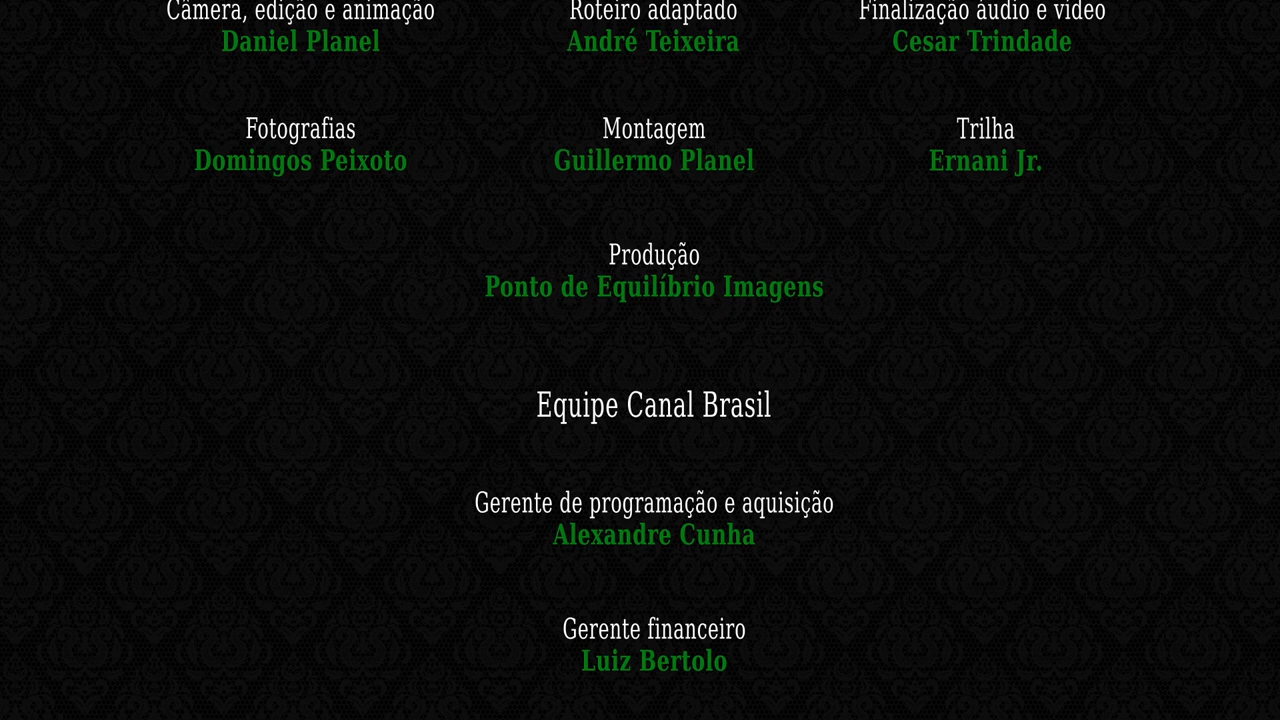 Câmera, edição e animação
Daniel Planel
Roteiro adaptado
André Teixeira
Finalização áudio e vídeo
Cesar Trindade
Fotografias
Domingos Peixoto
Montagem
Guillermo Planel
Trilha
Ernani Jr.
Produção
Ponto de Equilíbrio Imagens
Equipe Canal Brasil
Gerente de programação e aquisição
Alexandre Cunha
Gerente financeiro
Luiz Bertolo